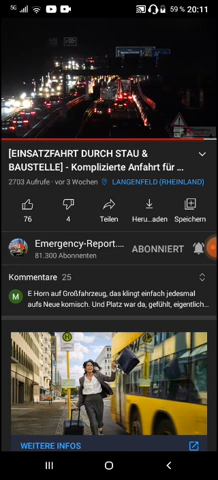 5G
59 % 20:11
[EINSATZFAHRT DURCH STAU &
BAUSTELLE] - Komplizierte Anfahrt für ...
2703 Aufrufe · vor 3 Wochen LANGENFELD (RHEINLAND)
76 4 Teilen Heru...aden Speichern
Emergency-Report.... ABONNIERT
81.300 Abonnenten
Kommentare 25
M E Horn auf Großfahrzeug, das klingt einfach jedesmal
aufs Neue komisch. Und Platz war da, gefühlt, eigentlich...
WEITERE INFOS